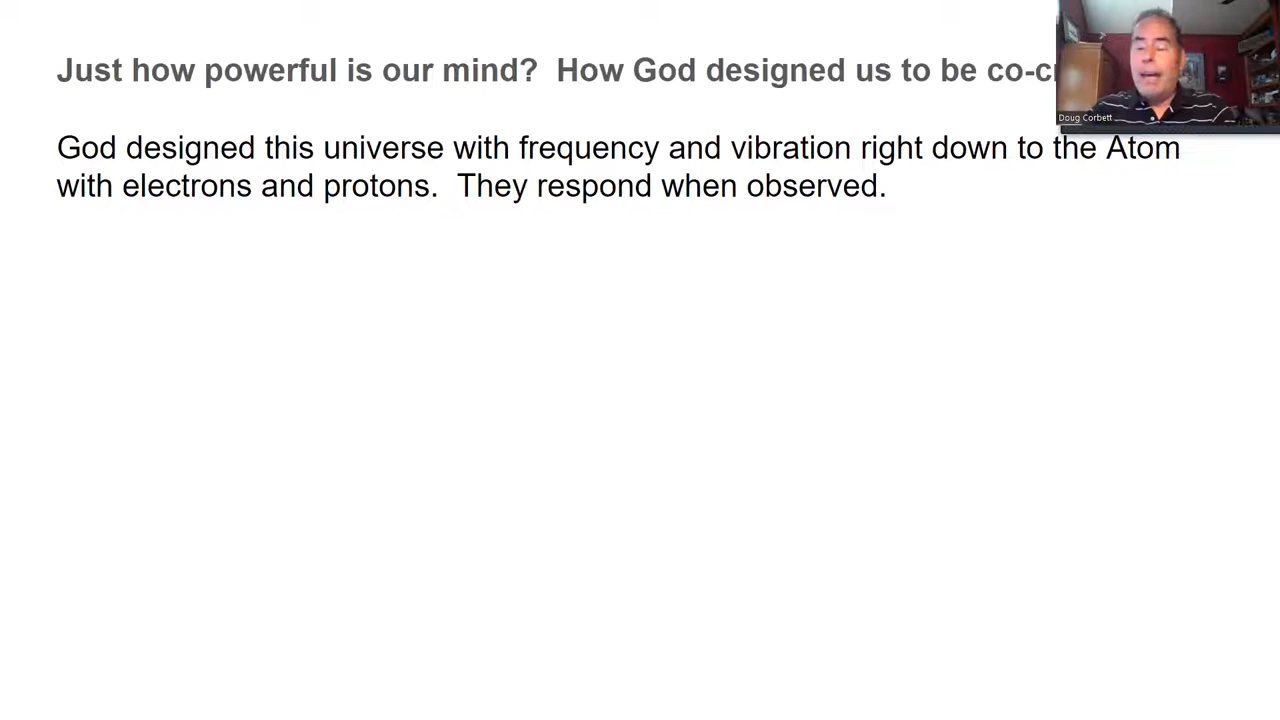 Just how powerful is our mind?  How God designed us to be
Doug Corbett
God designed this universe with frequency and vibration right down to the Atom
with electrons and protons.  They respond when observed.